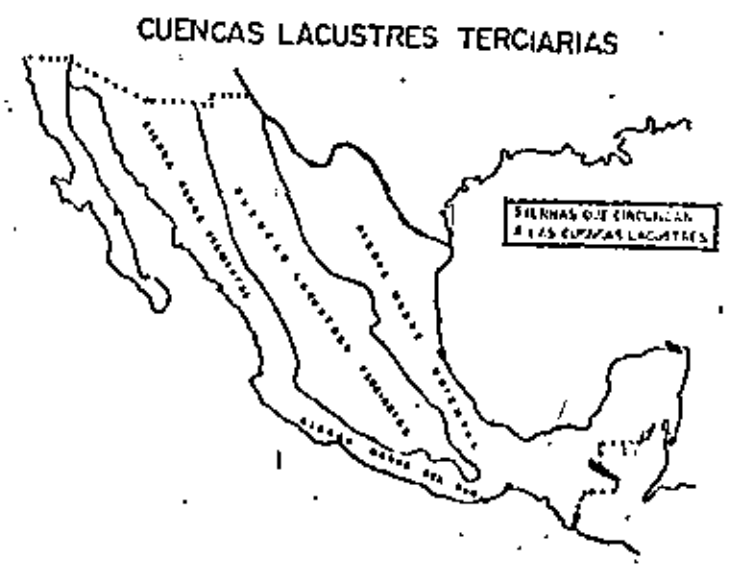 CUENCAS LACUSTRES TERCIARIAS
SIERRAS QUE CIRCUNDAN
A LAS CUENCAS LACUSTRES
SIERRA MADRE OCCIDENTAL
CUENCAS LACUSTRES TERCIARIAS
SIERRA MADRE ORIENTAL
SIERRA MADRE DEL SUR